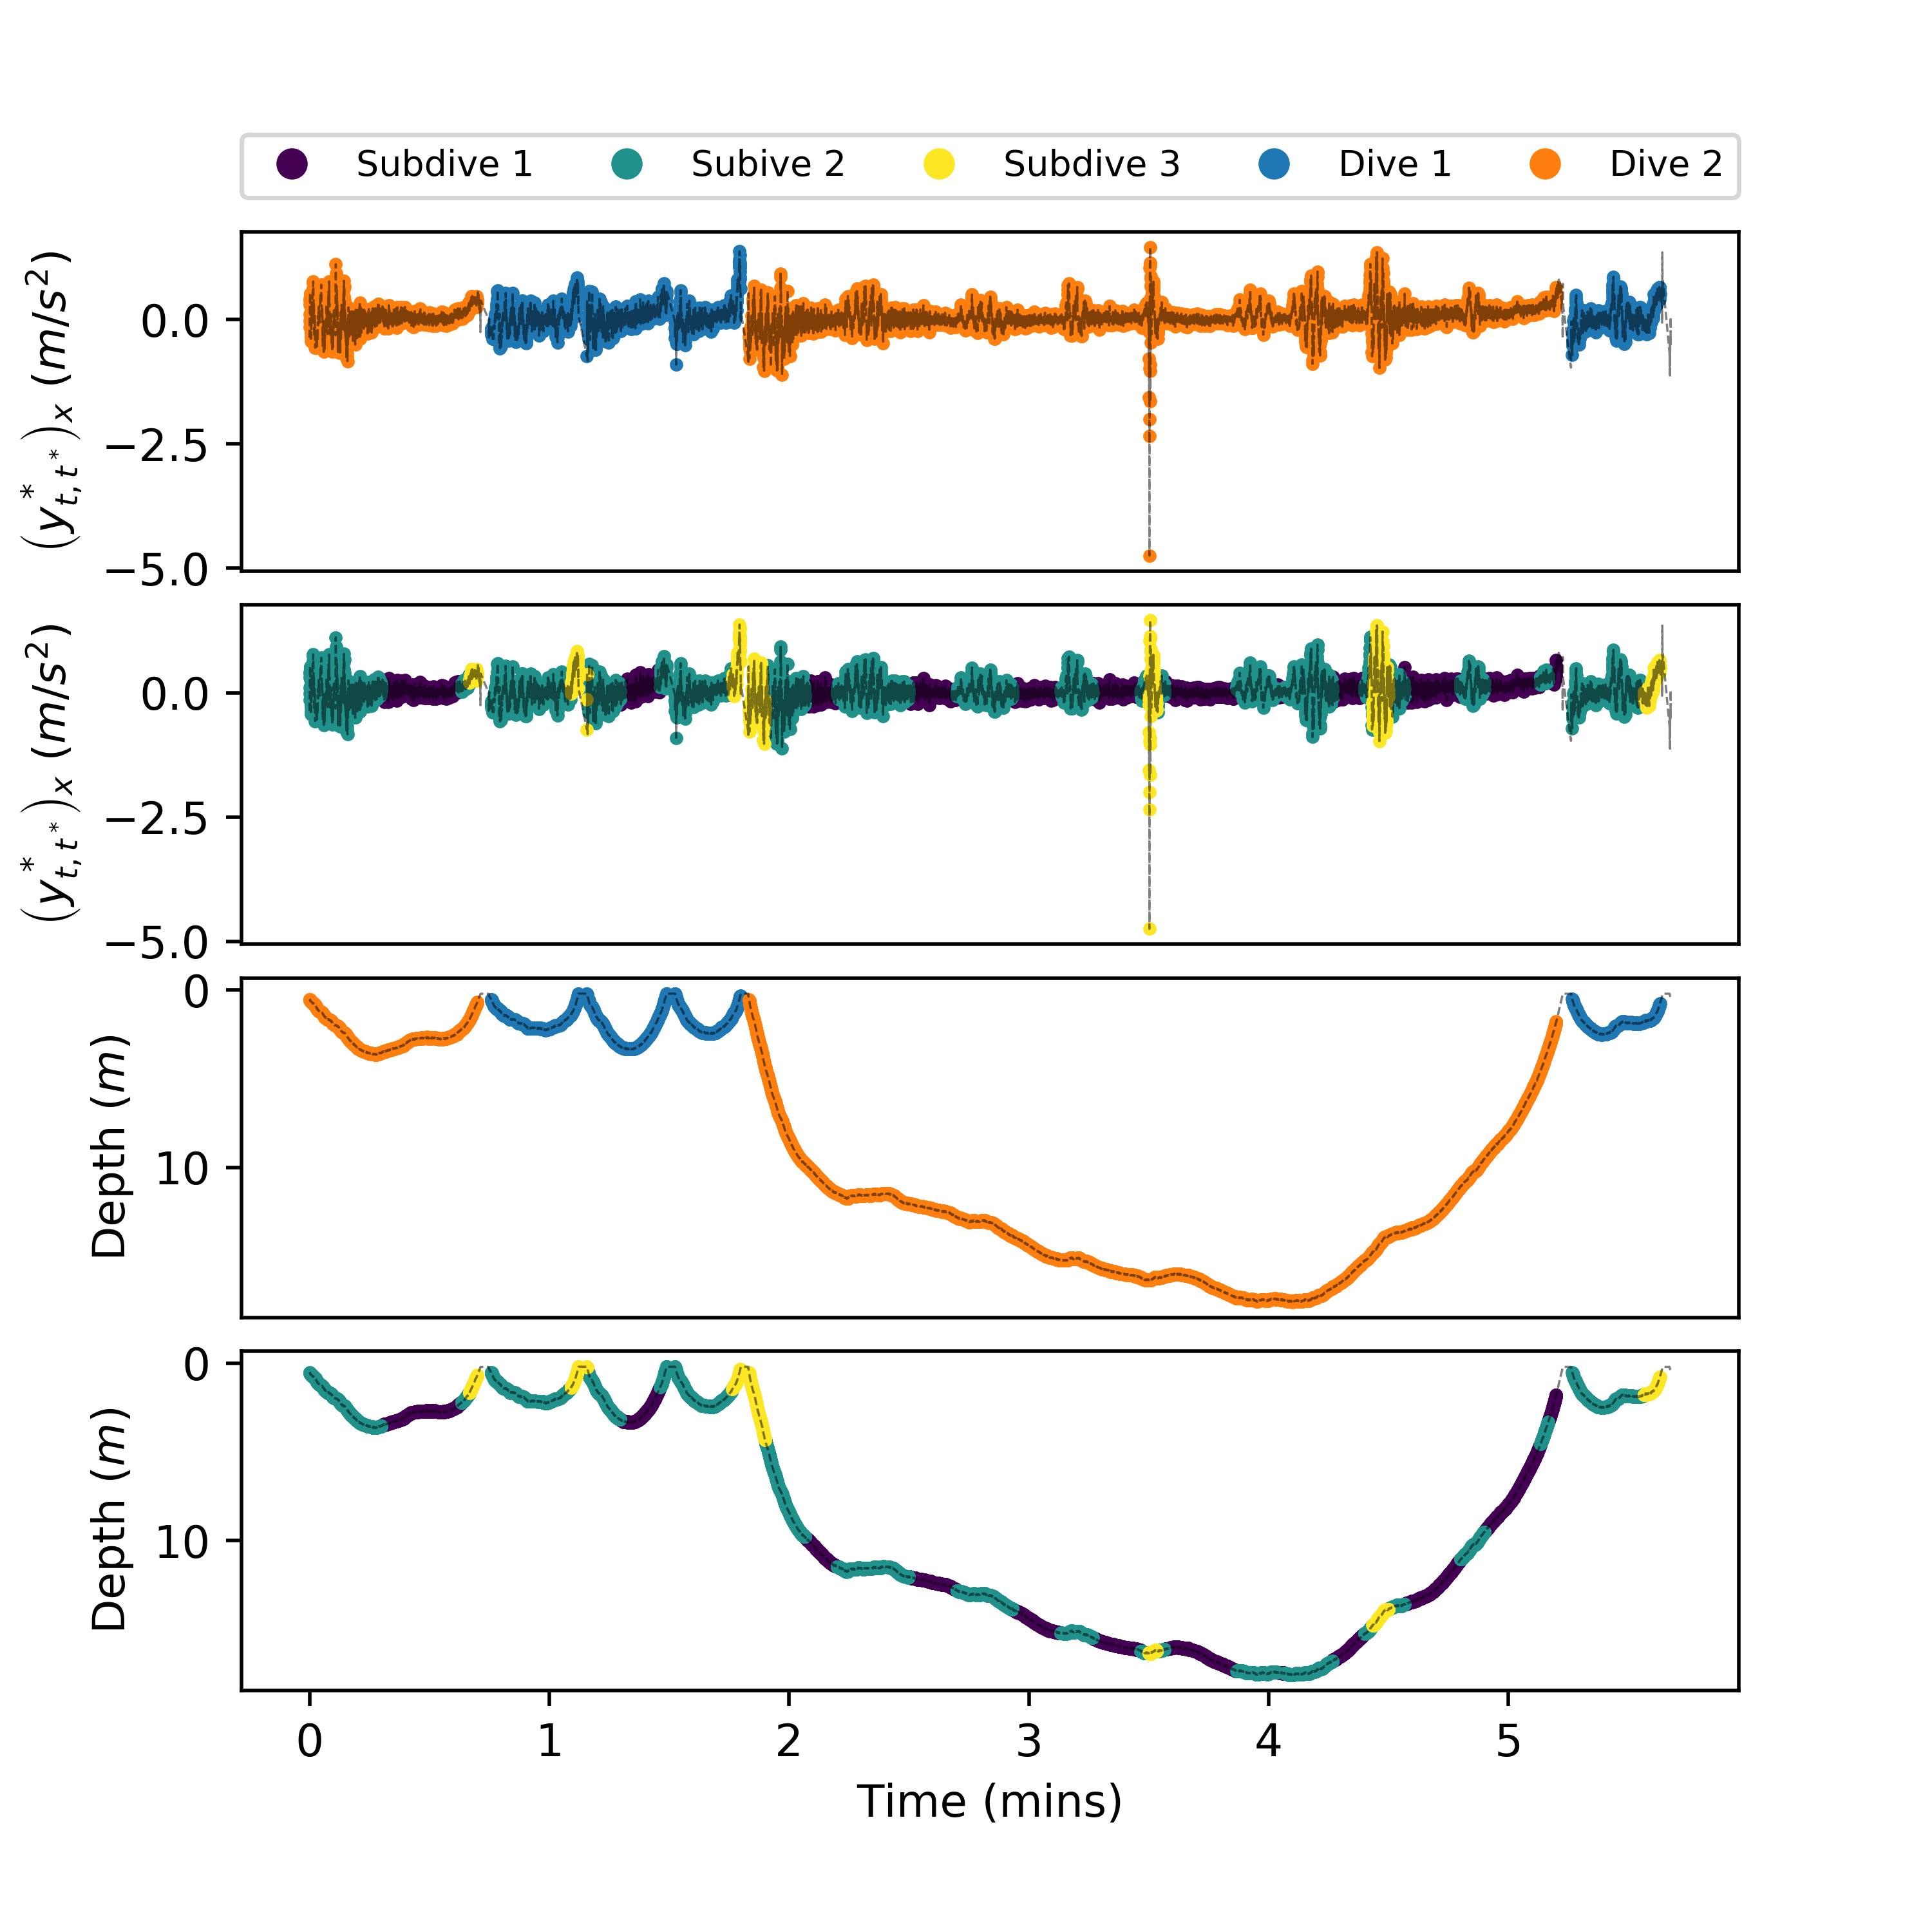 Subdive 1 Subive 2 Subdive 3 Dive 1 Dive 2
(y*t,t*)x (m/s2)
0.0
−2.5
−5.0
(y*t,t*)x (m/s2)
0.0
−2.5
−5.0
Depth (m)
0
10
Depth (m)
0
10
0 1 2 3 4 5
Time (mins)